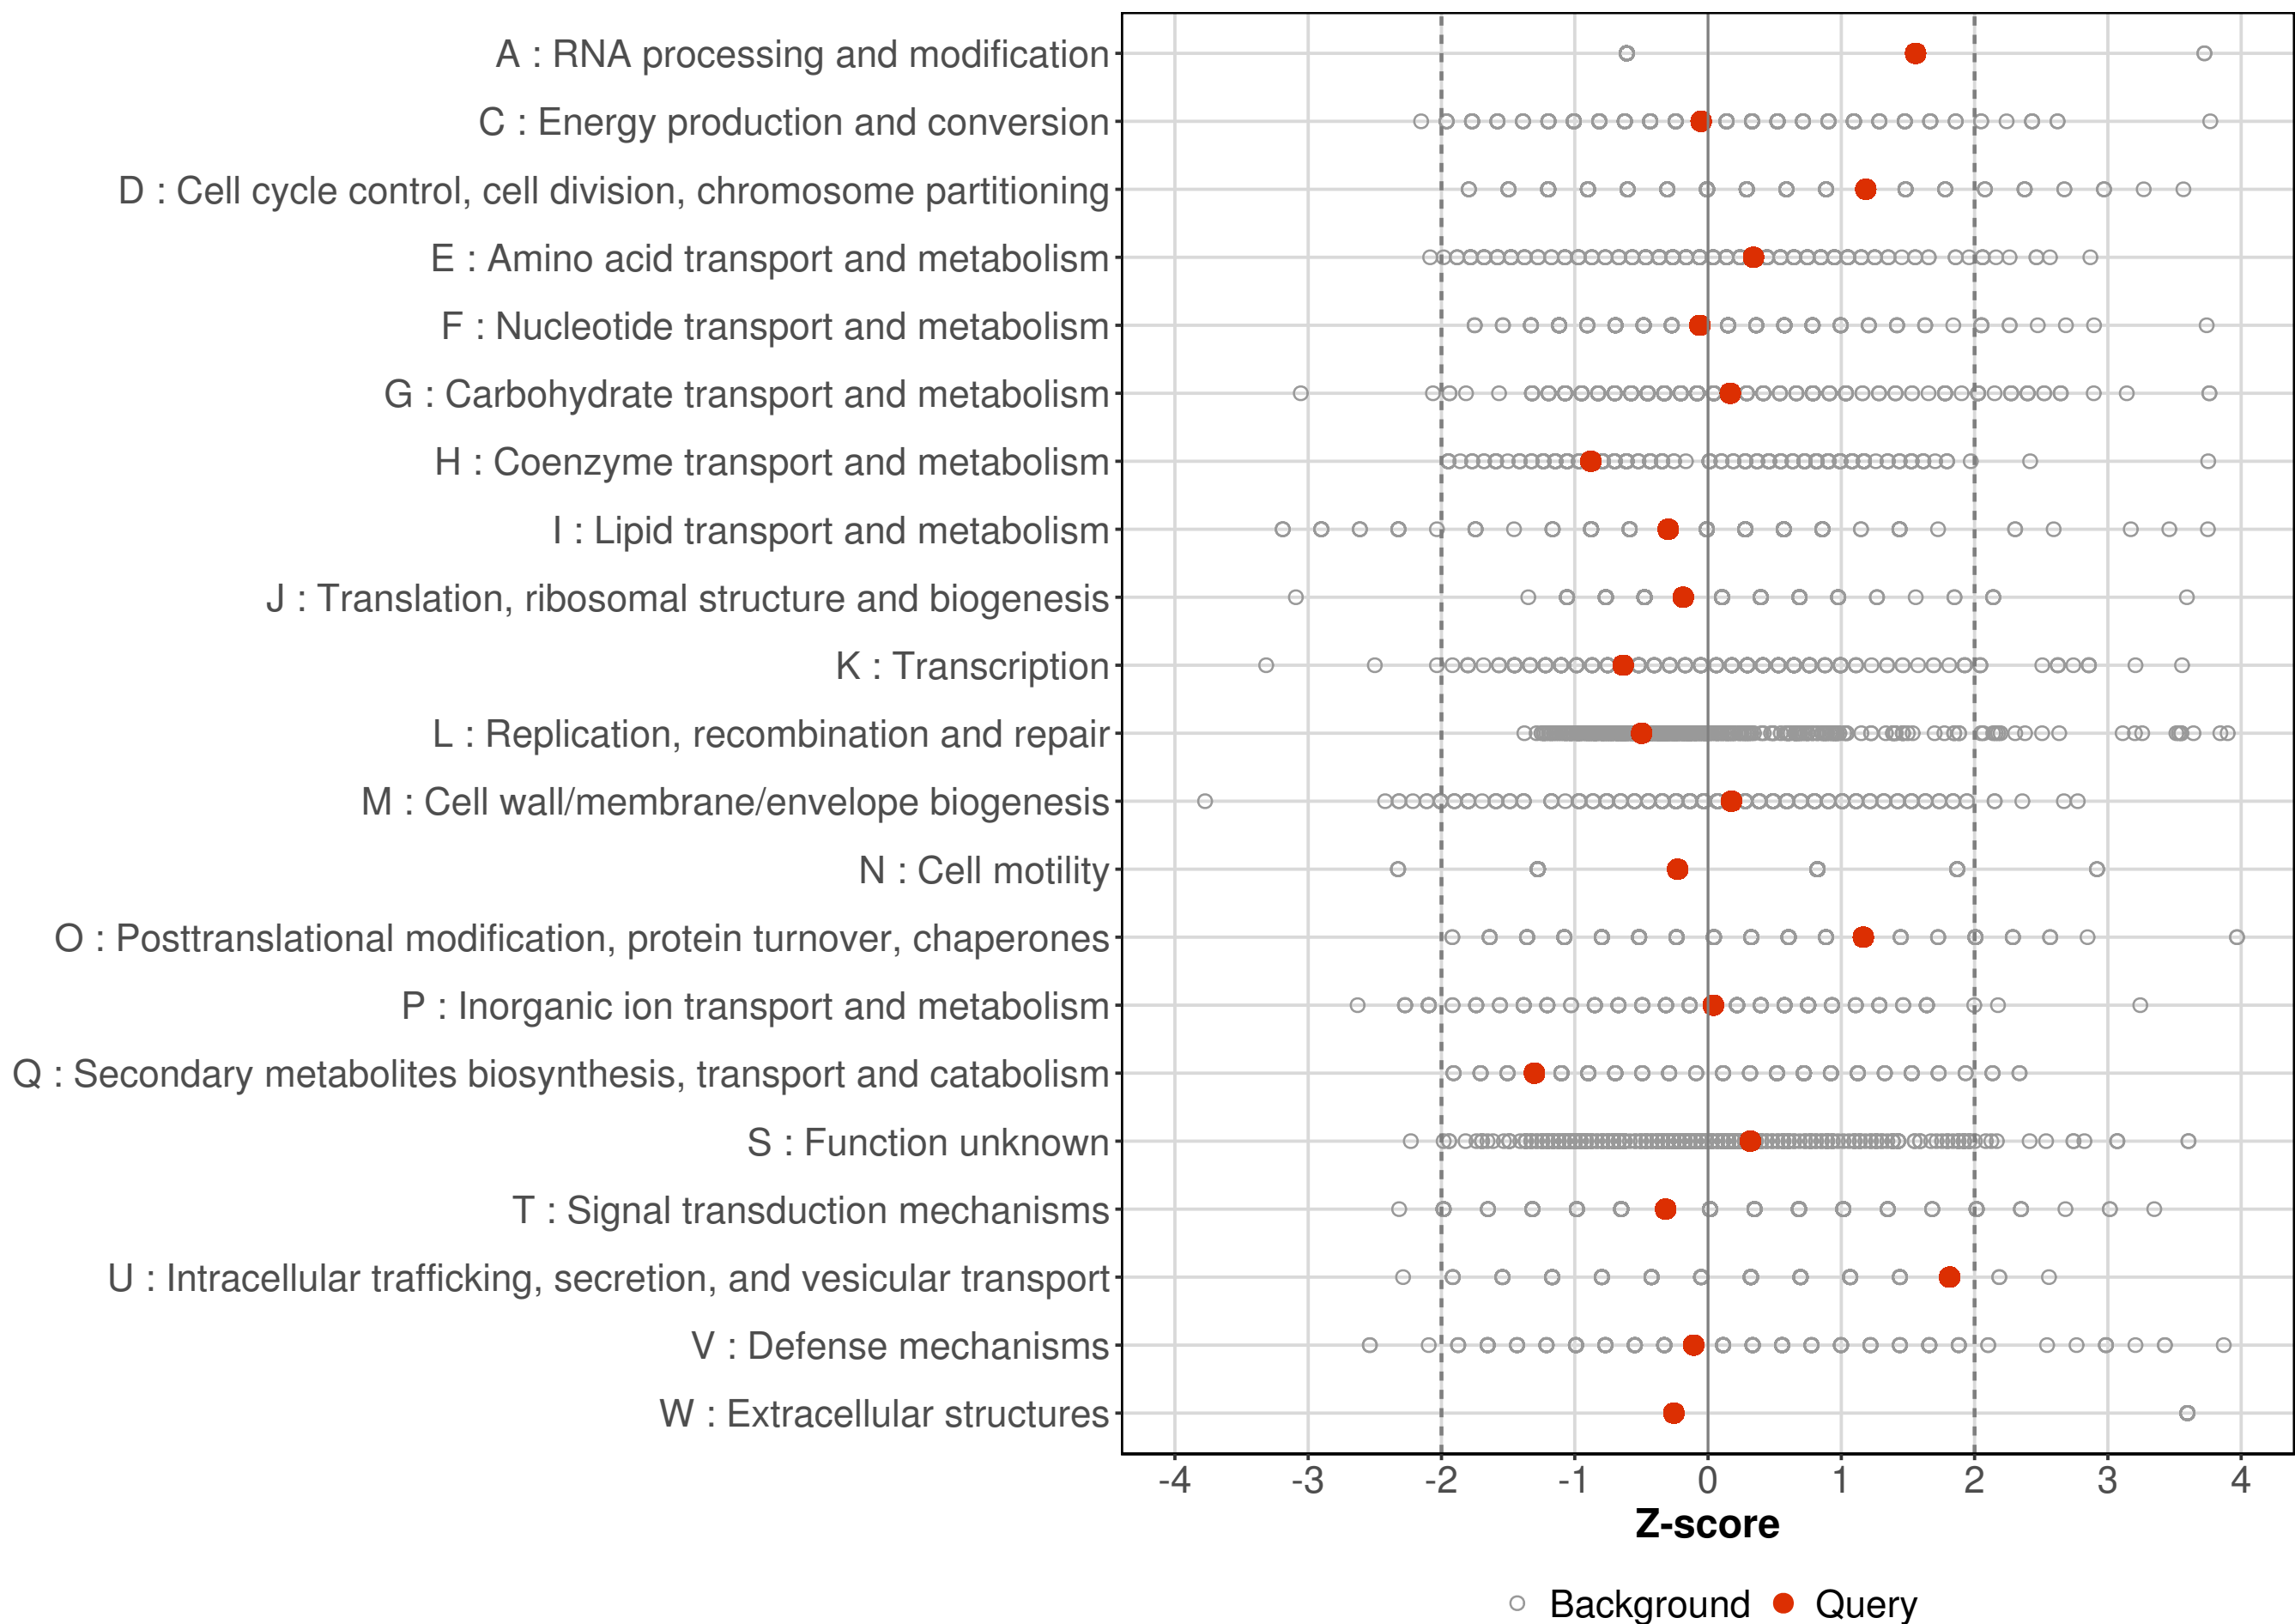 A : RNA processing and modification
C : Energy production and conversion
D : Cell cycle control, cell division, chromosome partitioning
E : Amino acid transport and metabolism
F : Nucleotide transport and metabolism
G : Carbohydrate transport and metabolism
H : Coenzyme transport and metabolism
I : Lipid transport and metabolism
J : Translation, ribosomal structure and biogenesis
K : Transcription
L : Replication, recombination and repair
M : Cell wall/membrane/envelope biogenesis
N : Cell motility
O : Posttranslational modification, protein turnover, chaperones
P : Inorganic ion transport and metabolism
Q : Secondary metabolites biosynthesis, transport and catabolism
S : Function unknown
T : Signal transduction mechanisms
U : Intracellular trafficking, secretion, and vesicular transport
V : Defense mechanisms
W : Extracellular structures
-4 -3 -2 -1 0 1 2 3 4
Z-score
Background Query